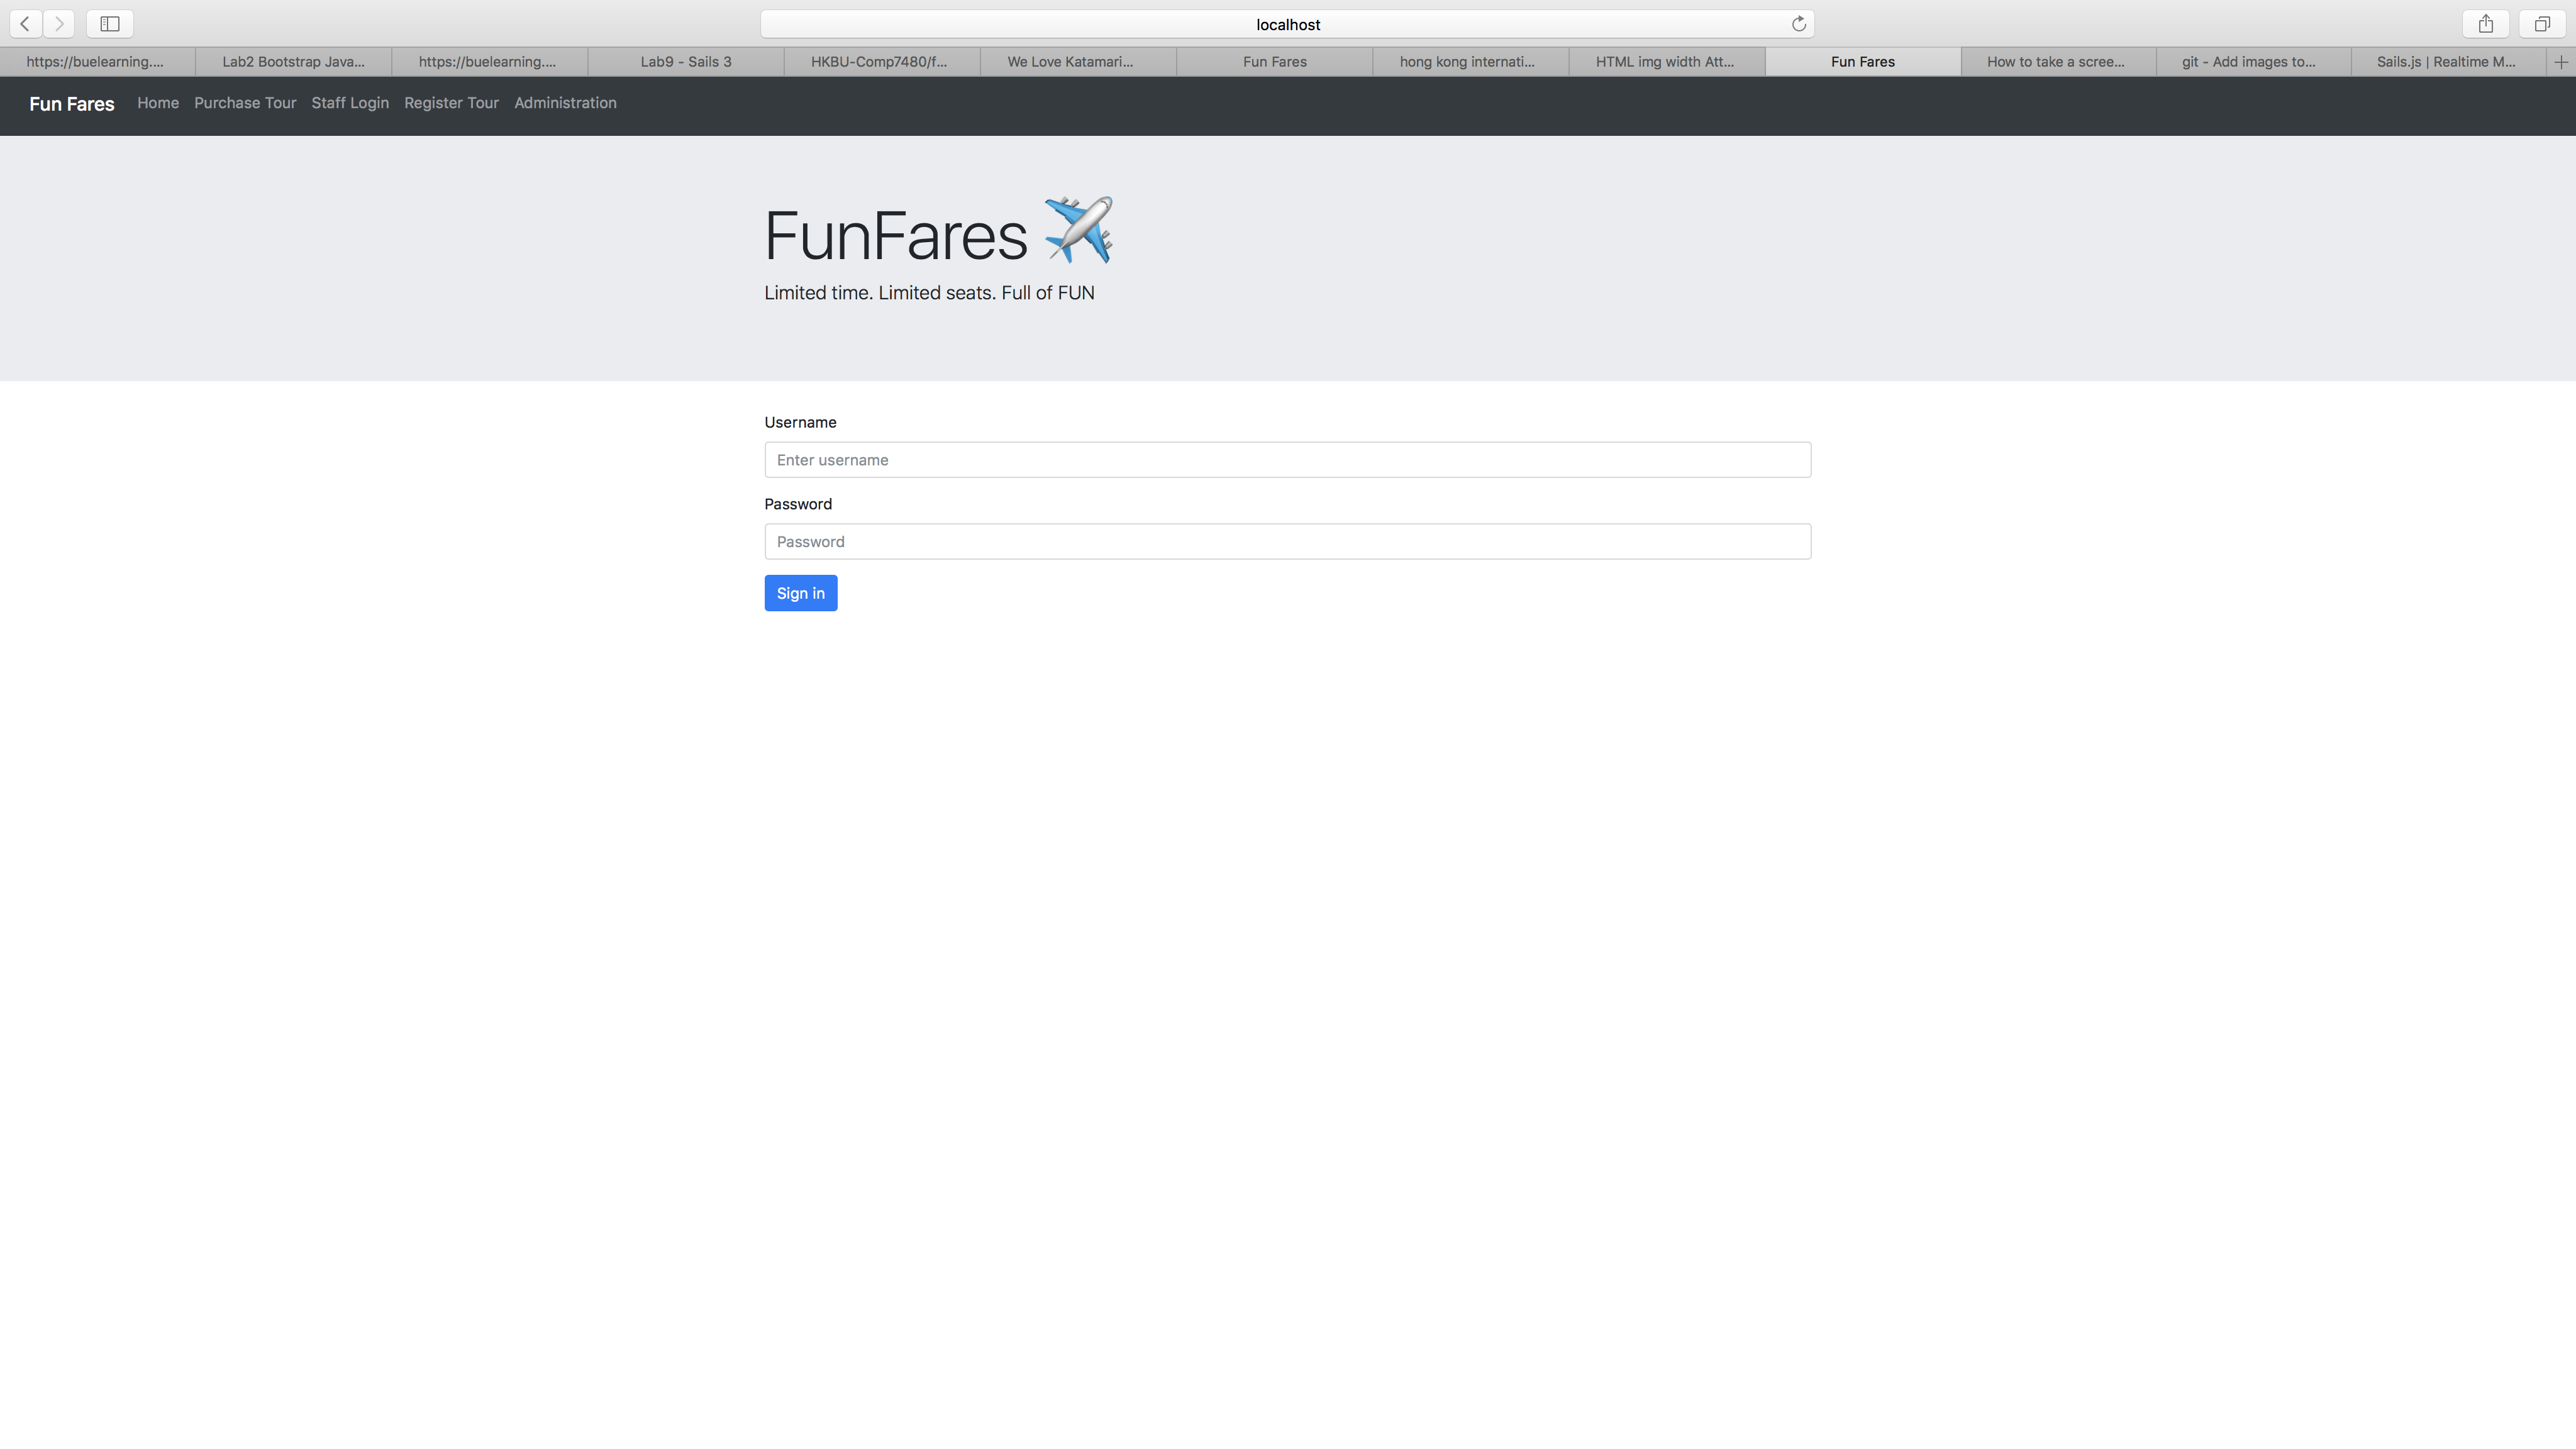 localhost
https://buelearning....
Lab2 Bootstrap Java...
https://buelearning....
Lab9 - Sails 3
HKBU-Comp7480/f...
We Love Katamari...
Fun Fares
hong kong internati...
HTML img width Att...
Fun Fares
How to take a scree...
git - Add images to...
Sails.js | Realtime M...
Fun Fares Home Purchase Tour Staff Login Register Tour Administration
FunFares ✈️
Limited time. Limited seats. Full of FUN
Username
Enter username
Password
Password
Sign in